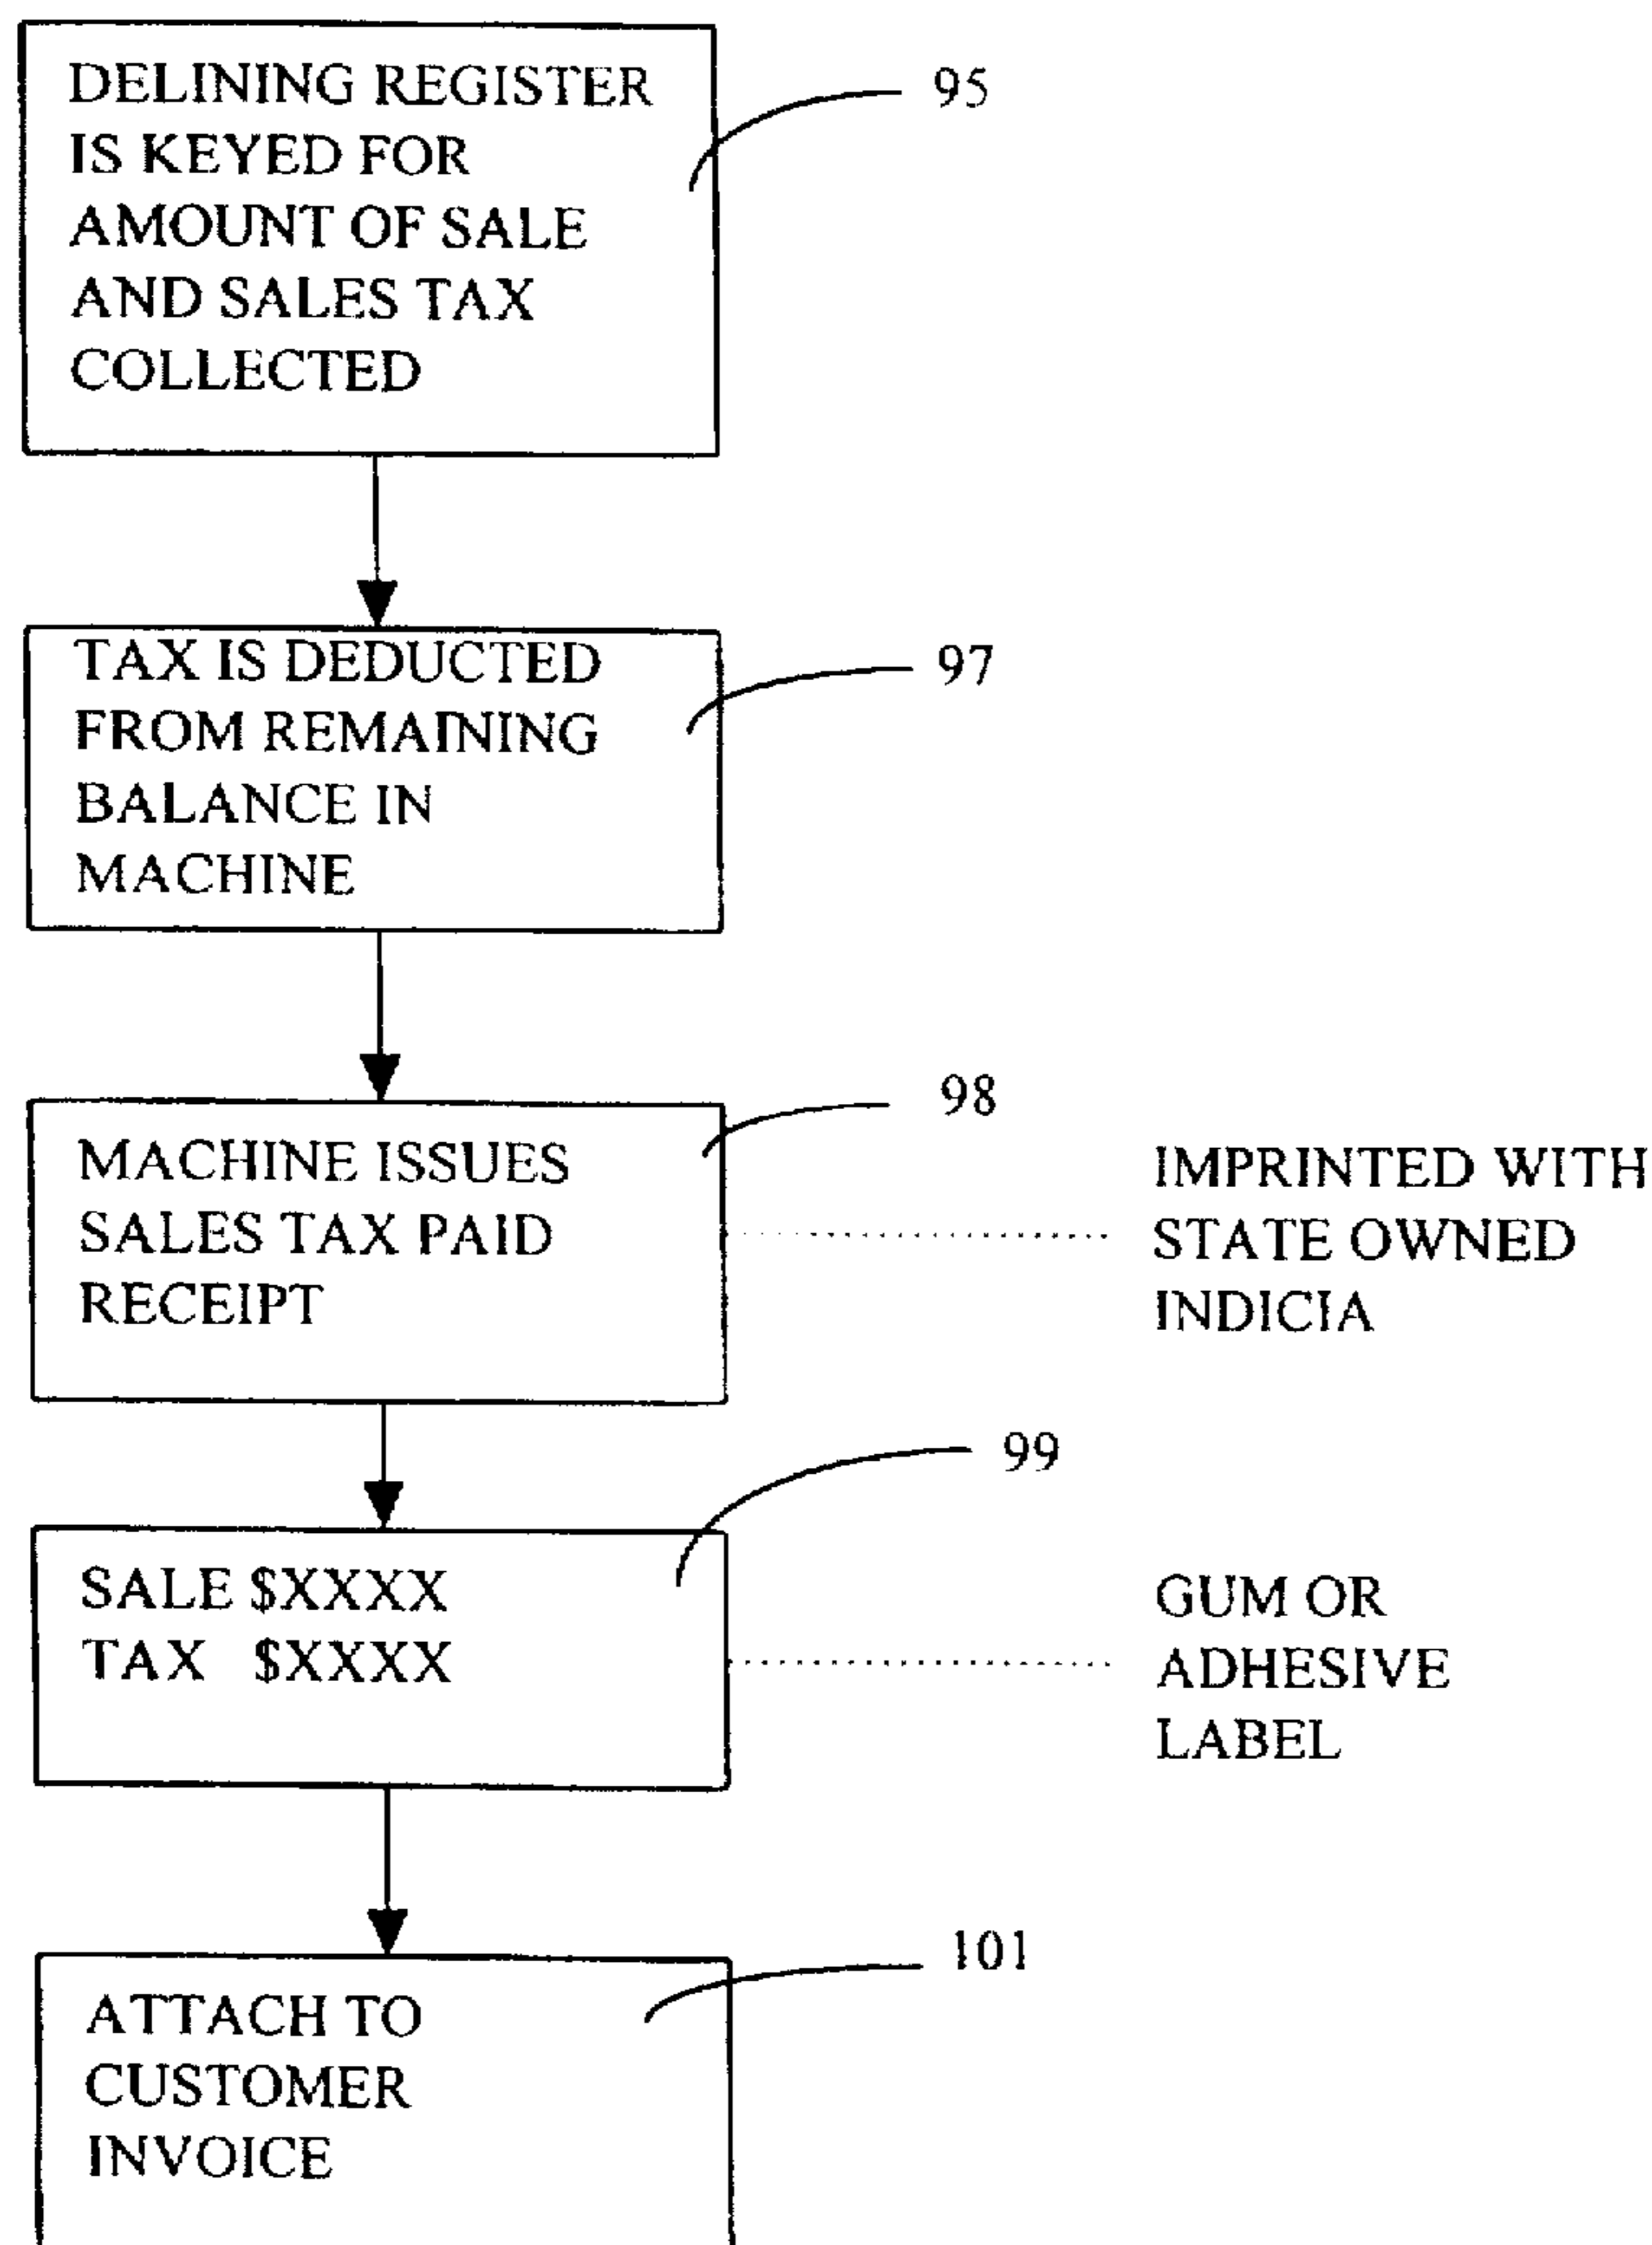 DELINING REGISTER
IS KEYED FOR
AMOUNT OF SALE
AND SALES TAX
COLLECTED
95
TAX IS DEDUCTED
FROM REMAINING
BALANCE IN
MACHINE
97
MACHINE ISSUES
SALES TAX PAID
RECEIPT
98
IMPRINTED WITH
STATE OWNED
INDICIA
SALE $XXXX
TAX $XXXX
99
GUM OR
ADHESIVE
LABEL
ATTACH TO
CUSTOMER
INVOICE
101